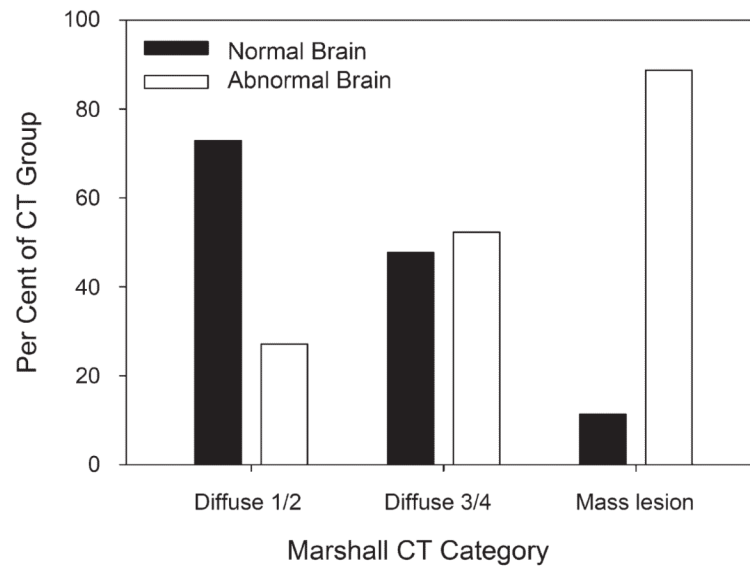 100
80
60
40
20
0
Per Cent of CT Group
Normal Brain
Abnormal Brain
Diffuse 1/2
Diffuse 3/4
Mass lesion
Marshall CT Category